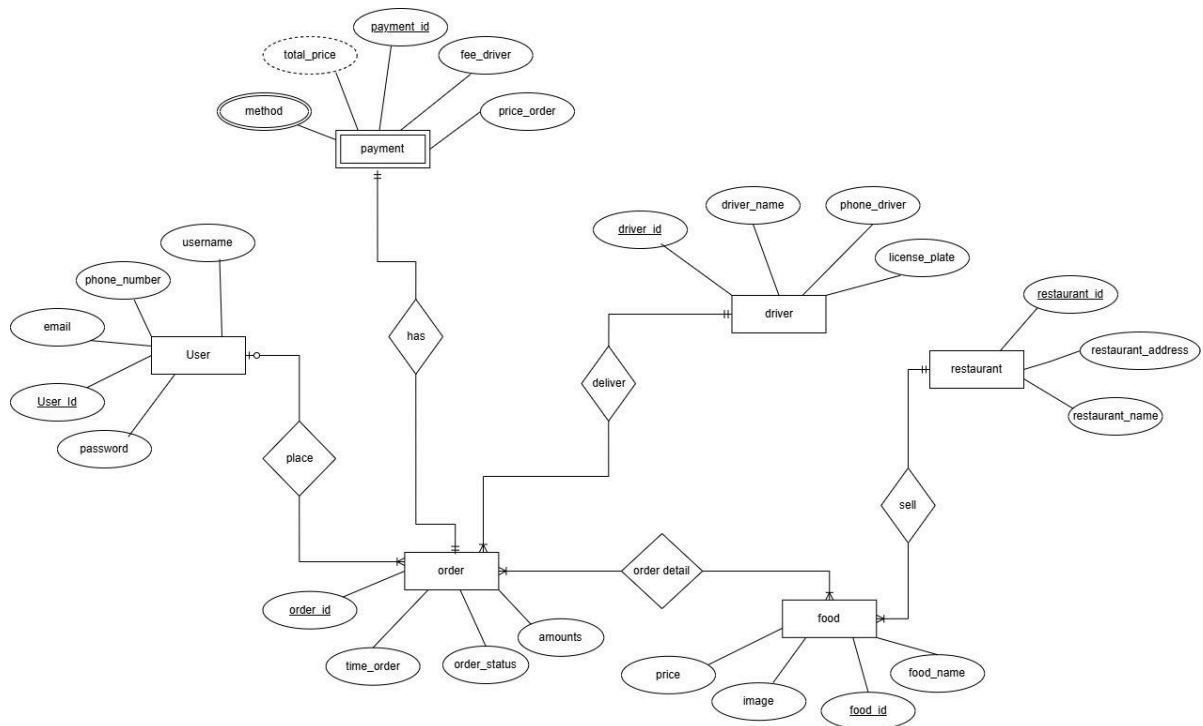 payment_id
total_price
fee_driver
method
price_order
payment
driver_name
phone_driver
driver_id
license_plate
driver
username
phone_number
email
User
User_Id
password
has
deliver
restaurant_id
restaurant_address
restaurant
restaurant_name
place
sell
order
order detail
order_id
time_order
order_status
amounts
food
price
image
food_id
food_name